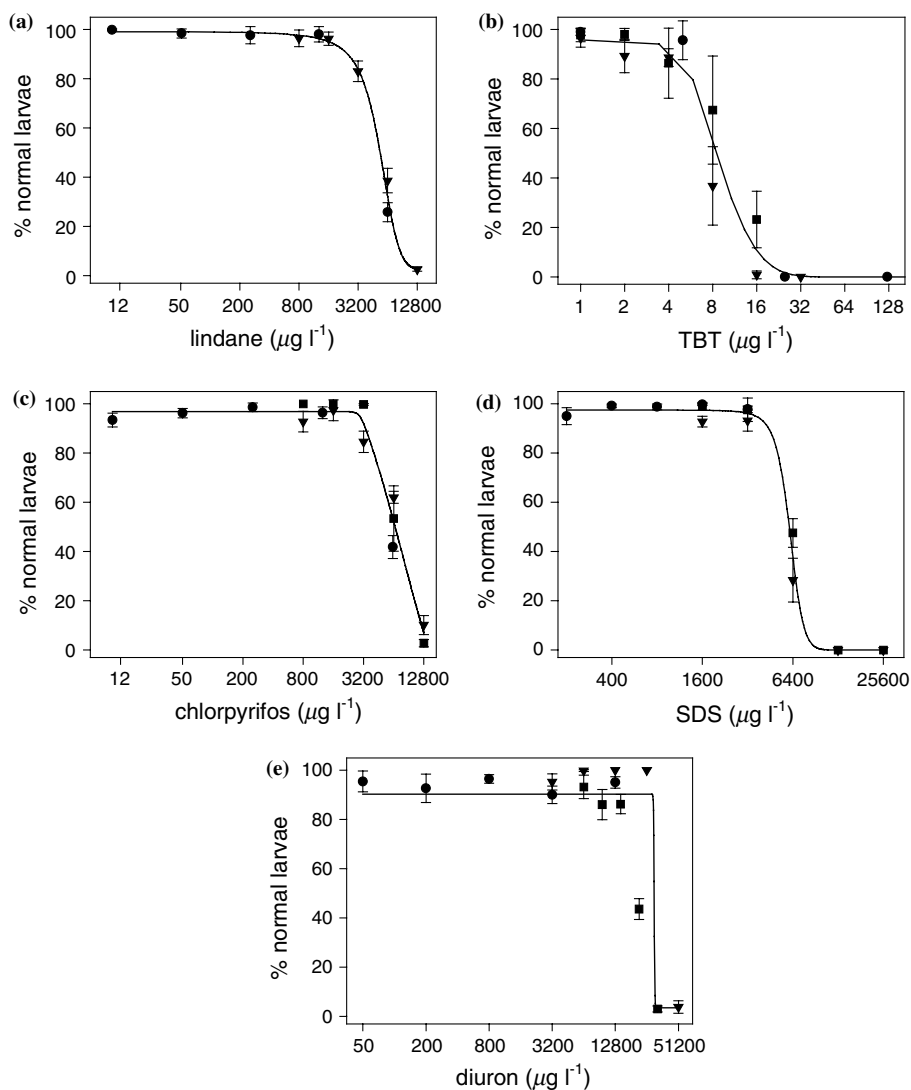 (a)
100
80
60
40
20
0
% normal larvae
12 50 200 800 3200 12800
lindane (µg l⁻¹)
(b)
100
80
60
40
20
0
% normal larvae
1 2 4 8 16 32 64 128
TBT (µg l⁻¹)
(c)
100
80
60
40
20
0
% normal larvae
12 50 200 800 3200 12800
chlorpyrifos (µg l⁻¹)
(d)
100
80
60
40
20
0
% normal larvae
400 1600 6400 25600
SDS (µg l⁻¹)
(e)
100
80
60
40
20
0
% normal larvae
50 200 800 3200 12800 51200
diuron (µg l⁻¹)